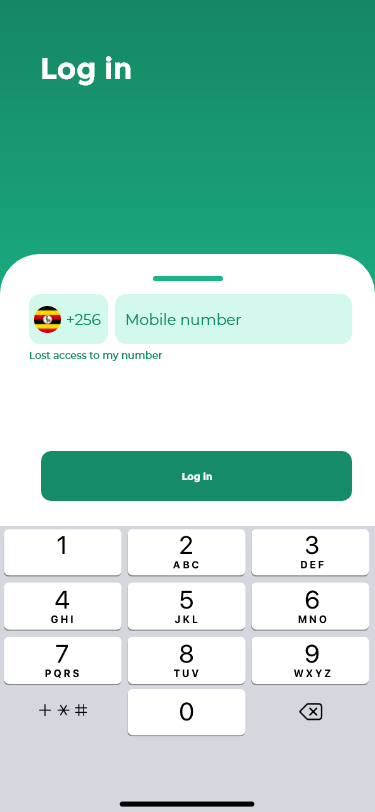 Log in
+256 Mobile number
Lost access to my number
Log in
1 2 3
ABC DEF
4 5 6
GHI JKL MNO
7 8 9
PQRS TUV WXYZ
+*# 0